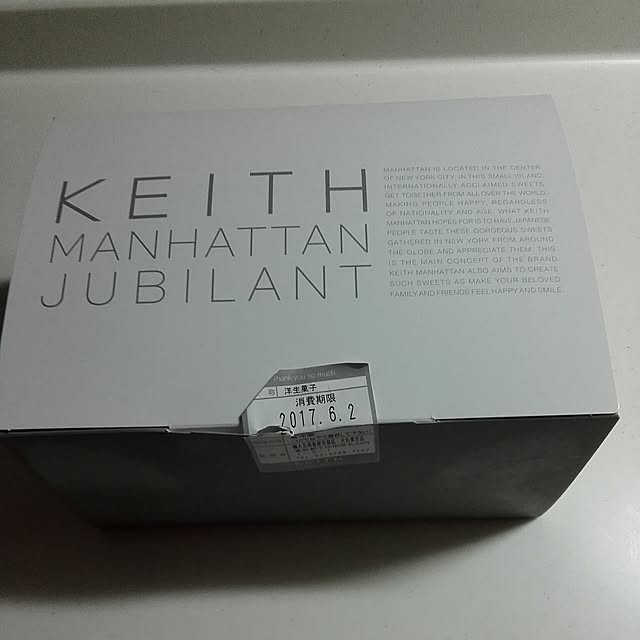 KEITH
MANHATTAN
JUBILANT
MANHATTAN IS LOCATED IN THE CENTER
OF NEW YORK CITY. IN THIS SMALL ISLAND,
INTERNATIONALLY ACCLAIMED SWEETS
GET TOGETHER FROM ALL OVER THE WORLD,
MAKING PEOPLE HAPPY, REGARDLESS
OF NATIONALITY AND AGE. WHAT KEITH
MANHATTAN HOPES FOR IS TO HAVE JAPANESE
PEOPLE TASTE THESE GORGEOUS SWEETS
GATHERED IN NEW YORK FROM AROUND
THE GLOBE AND APPRECIATE THEM. THIS
IS THE MAIN CONCEPT OF THE BRAND.
KEITH MANHATTAN ALSO AIMS TO CREATE
SUCH SWEETS AS MAKE YOUR BELOVED
FAMILY AND FRIENDS FEEL HAPPY AND SMILE.
Thank you so much
称 洋生菓子
消費期限
2017.6.2